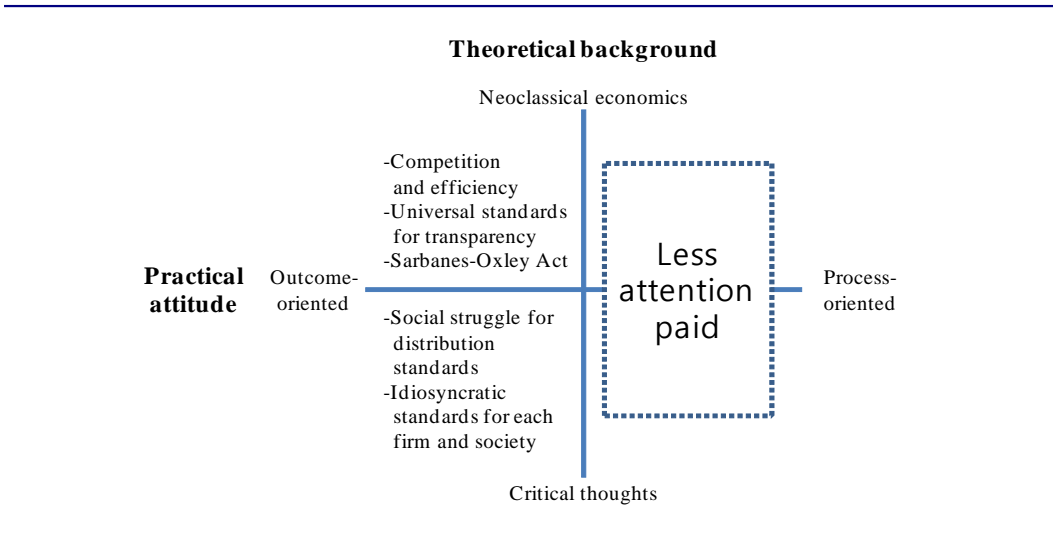 Theoretical background
Neoclassical economics
-Competition
and efficiency
-Universal standards
for transparency
-Sarbanes-Oxley Act
Practical
attitude
Outcome-
oriented
Less
attention
paid
Process-
oriented
-Social struggle for
distribution
standards
-Idiosyncratic
standards for each
firm and society
Critical thoughts